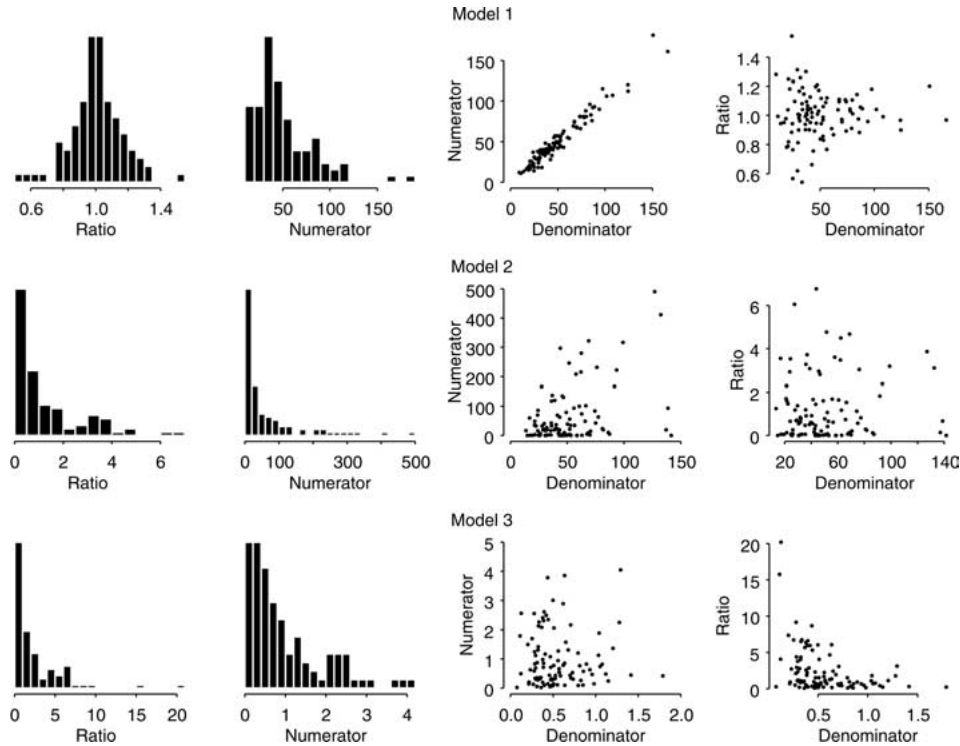 Model 1
0.6 1.0 1.4
Ratio
50 100 150
Numerator
150
100
50
0
Numerator
0 50 100 150
Denominator
1.4
1.2
1.0
0.8
0.6
Ratio
50 100 150
Denominator
Model 2
0 2 4 6
Ratio
0 100 300 500
Numerator
500
400
300
200
100
0
Numerator
0 50 100 150
Denominator
6
4
2
0
Ratio
20 60 100 140
Denominator
Model 3
0 5 10 15 20
Ratio
0 1 2 3 4
Numerator
5
4
3
2
1
0
Numerator
0.0 0.5 1.0 1.5 2.0
Denominator
20
15
10
5
0
Ratio
0.5 1.0 1.5
Denominator